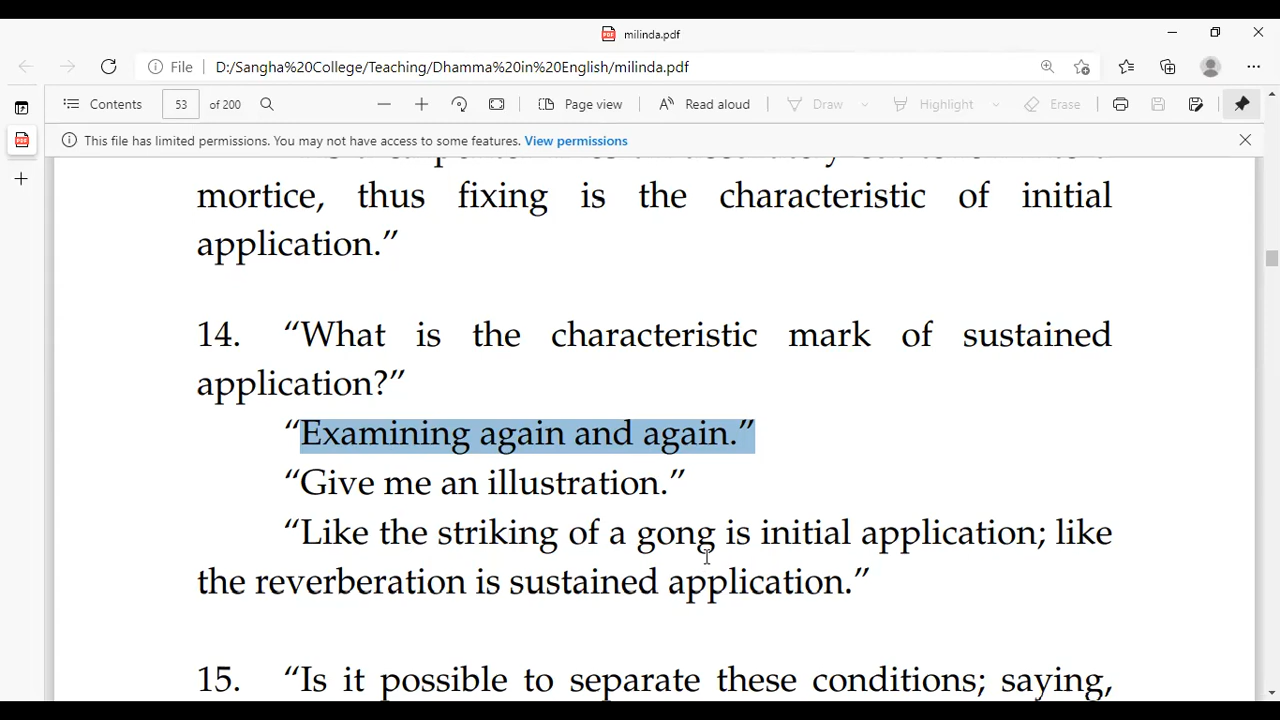 milinda.pdf
File D:/Sangha%20College/Teaching/Dhamma%20in%20English/milinda.pdf
Contents 53 of 200 Page view Read aloud Draw Highlight Erase
This file has limited permissions. You may not have access to some features. View permissions
mortice, thus fixing is the characteristic of initial
application.”
14. “What is the characteristic mark of sustained
application?”
“Examining again and again.”
“Give me an illustration.”
“Like the striking of a gong is initial application; like
the reverberation is sustained application.”
15. “Is it possible to separate these conditions; saying,